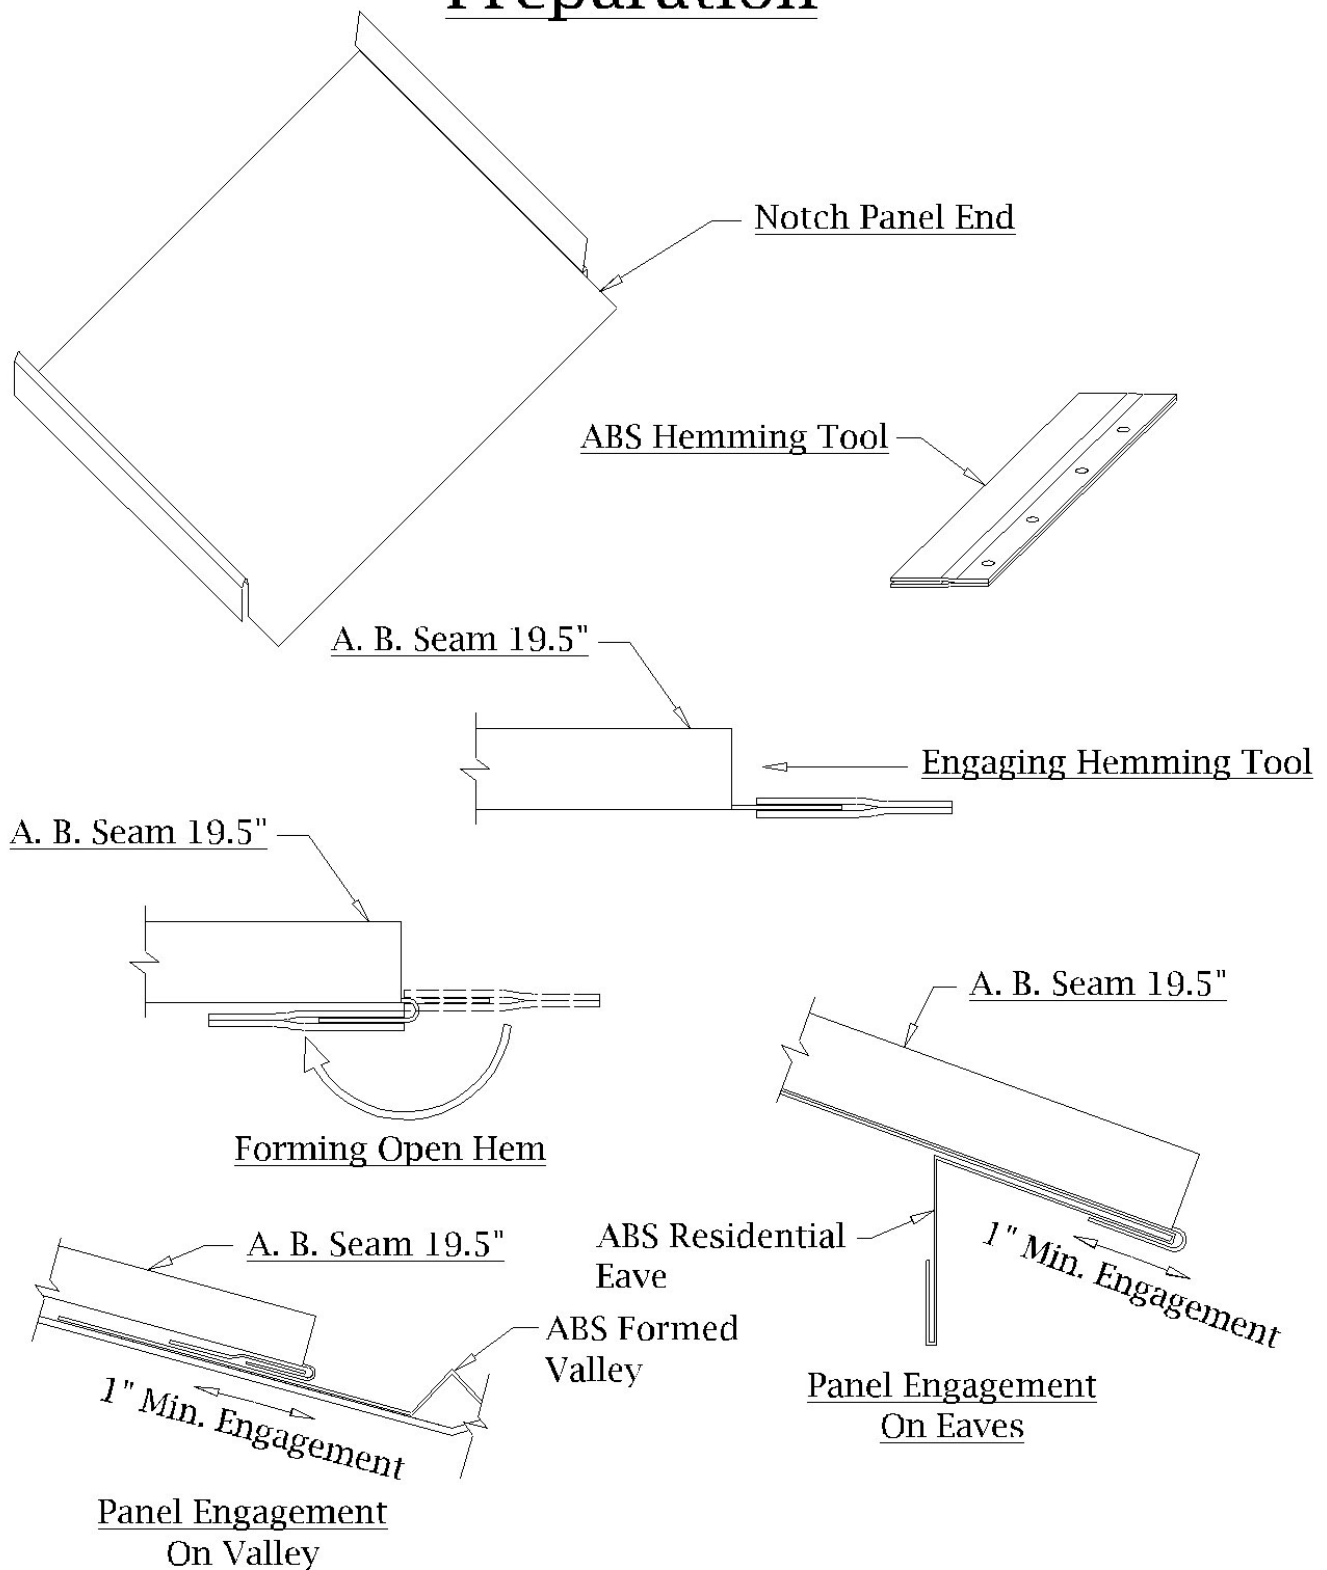 Preparation
Notch Panel End
ABS Hemming Tool
A. B. Seam 19.5"
Engaging Hemming Tool
A. B. Seam 19.5"
Forming Open Hem
A. B. Seam 19.5"
ABS Residential
Eave
1" Min. Engagement
Panel Engagement
On Eaves
A. B. Seam 19.5"
ABS Formed
Valley
1" Min. Engagement
Panel Engagement
On Valley